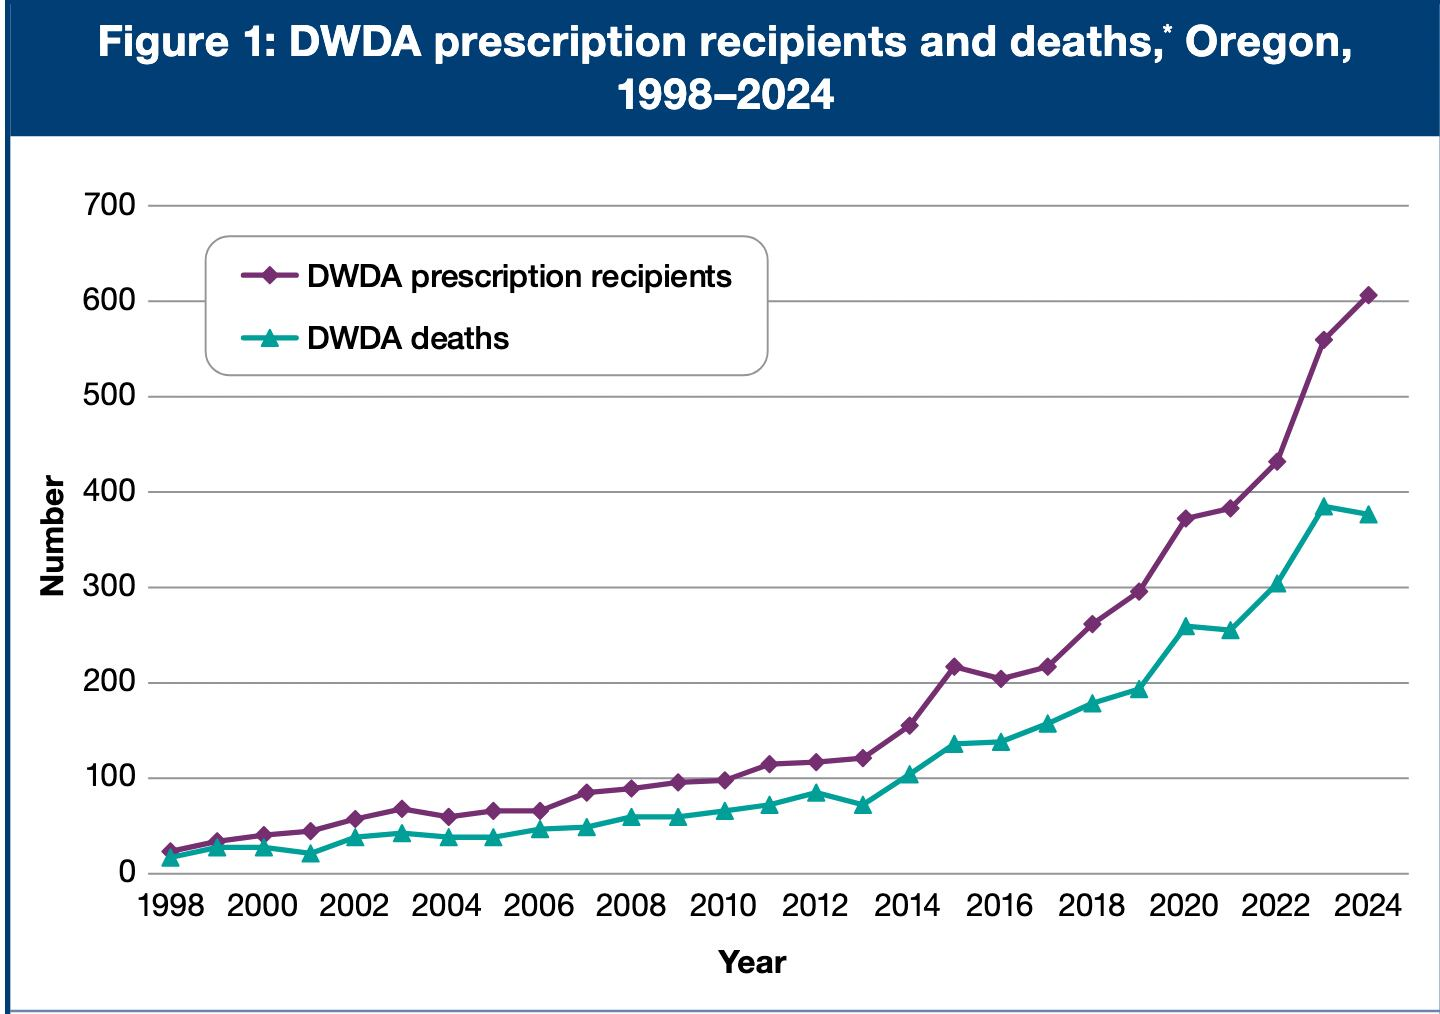 Figure 1: DWDA prescription recipients and deaths,* Oregon,
1998–2024
700
600
500
400
300
200
100
0
DWDA prescription recipients
DWDA deaths
Number
1998 2000 2002 2004 2006 2008 2010 2012 2014 2016 2018 2020 2022 2024
Year